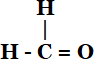 H
|
H - C = O